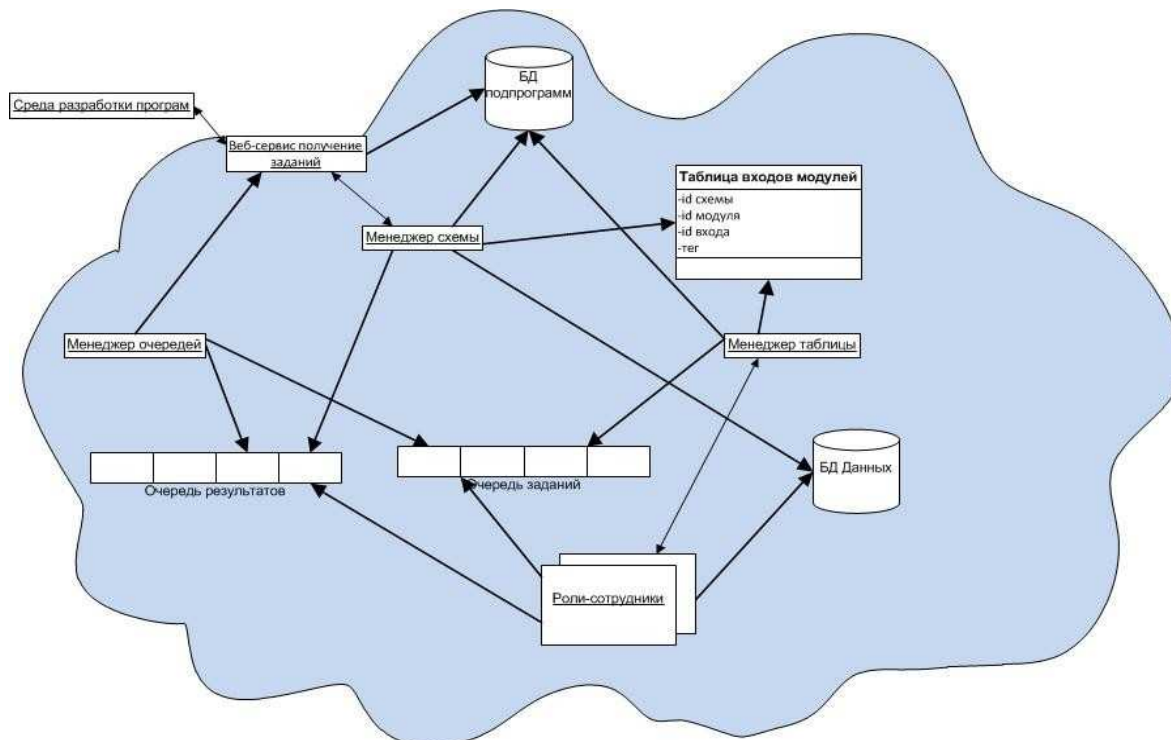 БД
подпрограмм
Среда разработки програм
Веб-сервис получение
заданий
Таблица входов модулей
-id схемы
-id модуля
-id входа
-тег
Менеджер схемы
Менеджер очередей
Менеджер таблицы
БД Данных
Очередь результатов
Очередь заданий
Роли-сотрудники